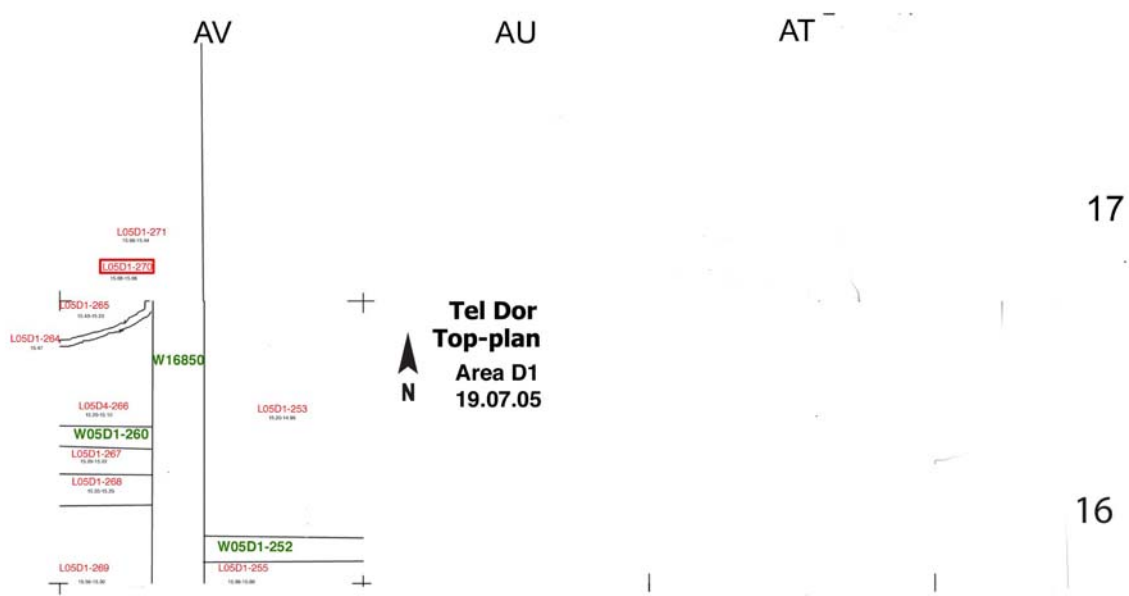 AV
AU
AT
17
L05D1-271
L05D1-270
L05D1-265
L05D1-264
W16850
Tel Dor
Top-plan
Area D1
19.07.05
N
L05D4-266
L05D1-253
W05D1-260
L05D1-267
L05D1-268
16
W05D1-252
L05D1-269
L05D1-255